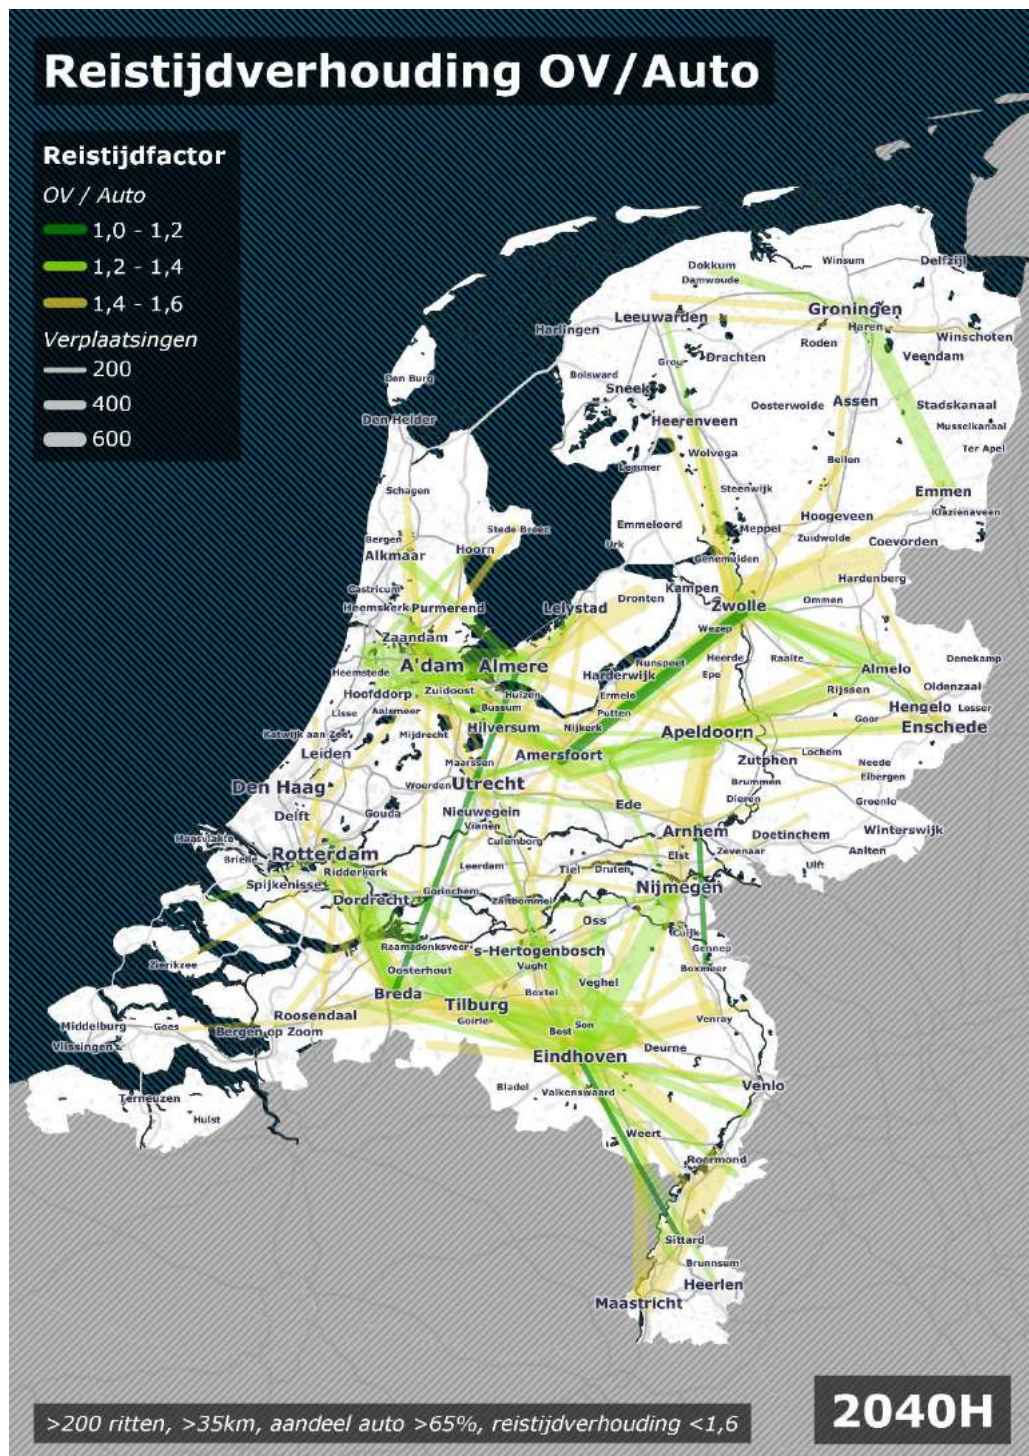 Reistijdverhouding OV/Auto
Reistijdfactor
OV / Auto
1,0 - 1,2
1,2 - 1,4
1,4 - 1,6
Verplaatsingen
200
400
600
Dokkum
Damwoude
Winsum
Delfzijl
Leeuwarden
Groningen
Harlingen
Haren
Winschoten
Roden
Drachten
Grou
Veendam
Bolsward
Sneek
Den Burg
Assen
Oosterwolde
Stadskanaal
Den Helder
Heerenveen
Musselkanaal
Wolvega
Beilen
Ter Apel
Lemmer
Schagen
Steenwijk
Emmen
Klazienaveen
Stede Broec
Emmeloord
Meppel
Hoogeveen
Bergen
Zuidwolde
Coevorden
Alkmaar
Hoorn
Urk
Genemuiden
Castricum
Kampen
Hardenberg
Heemskerk
Purmerend
Lelystad
Dronten
Zwolle
Ommen
Zaandam
Wezep
A'dam
Almere
Nunspeet
Heerde
Raalte
Almelo
Denekamp
Heemstede
Harderwijk
Epe
Hoofddorp
Zuidoost
Huizen
Ermelo
Rijssen
Oldenzaal
Lisse
Aalsmeer
Bussum
Putten
Hengelo
Losser
Katwijk aan Zee
Mijdrecht
Hilversum
Nijkerk
Apeldoorn
Goor
Enschede
Leiden
Maarssen
Amersfoort
Lochem
Zutphen
Neede
Den Haag
Woerden
Utrecht
Brummen
Eibergen
Delft
Gouda
Nieuwegein
Ede
Dieren
Groenlo
Vianen
Maasvlakte
Culemborg
Arnhem
Doetinchem
Winterswijk
Brielle
Rotterdam
Elst
Zevenaar
Aalten
Ridderkerk
Leerdam
Tiel
Druten
Ulft
Spijkenisse
Gorinchem
Nijmegen
Dordrecht
Zaltbommel
Oss
Cuijk
Raamsdonksveer
s-Hertogenbosch
Gennep
Zierikzee
Oosterhout
Vught
Boxmeer
Breda
Boxtel
Veghel
Tilburg
Roosendaal
Goirle
Son
Venray
Middelburg
Goes
Bergen op Zoom
Best
Vlissingen
Eindhoven
Deurne
Bladel
Valkenswaard
Venlo
Terneuzen
Hulst
Weert
Roermond
Sittard
Brunnsum
Heerlen
Maastricht
>200 ritten, >35km, aandeel auto >65%, reistijdverhouding <1,6
2040H